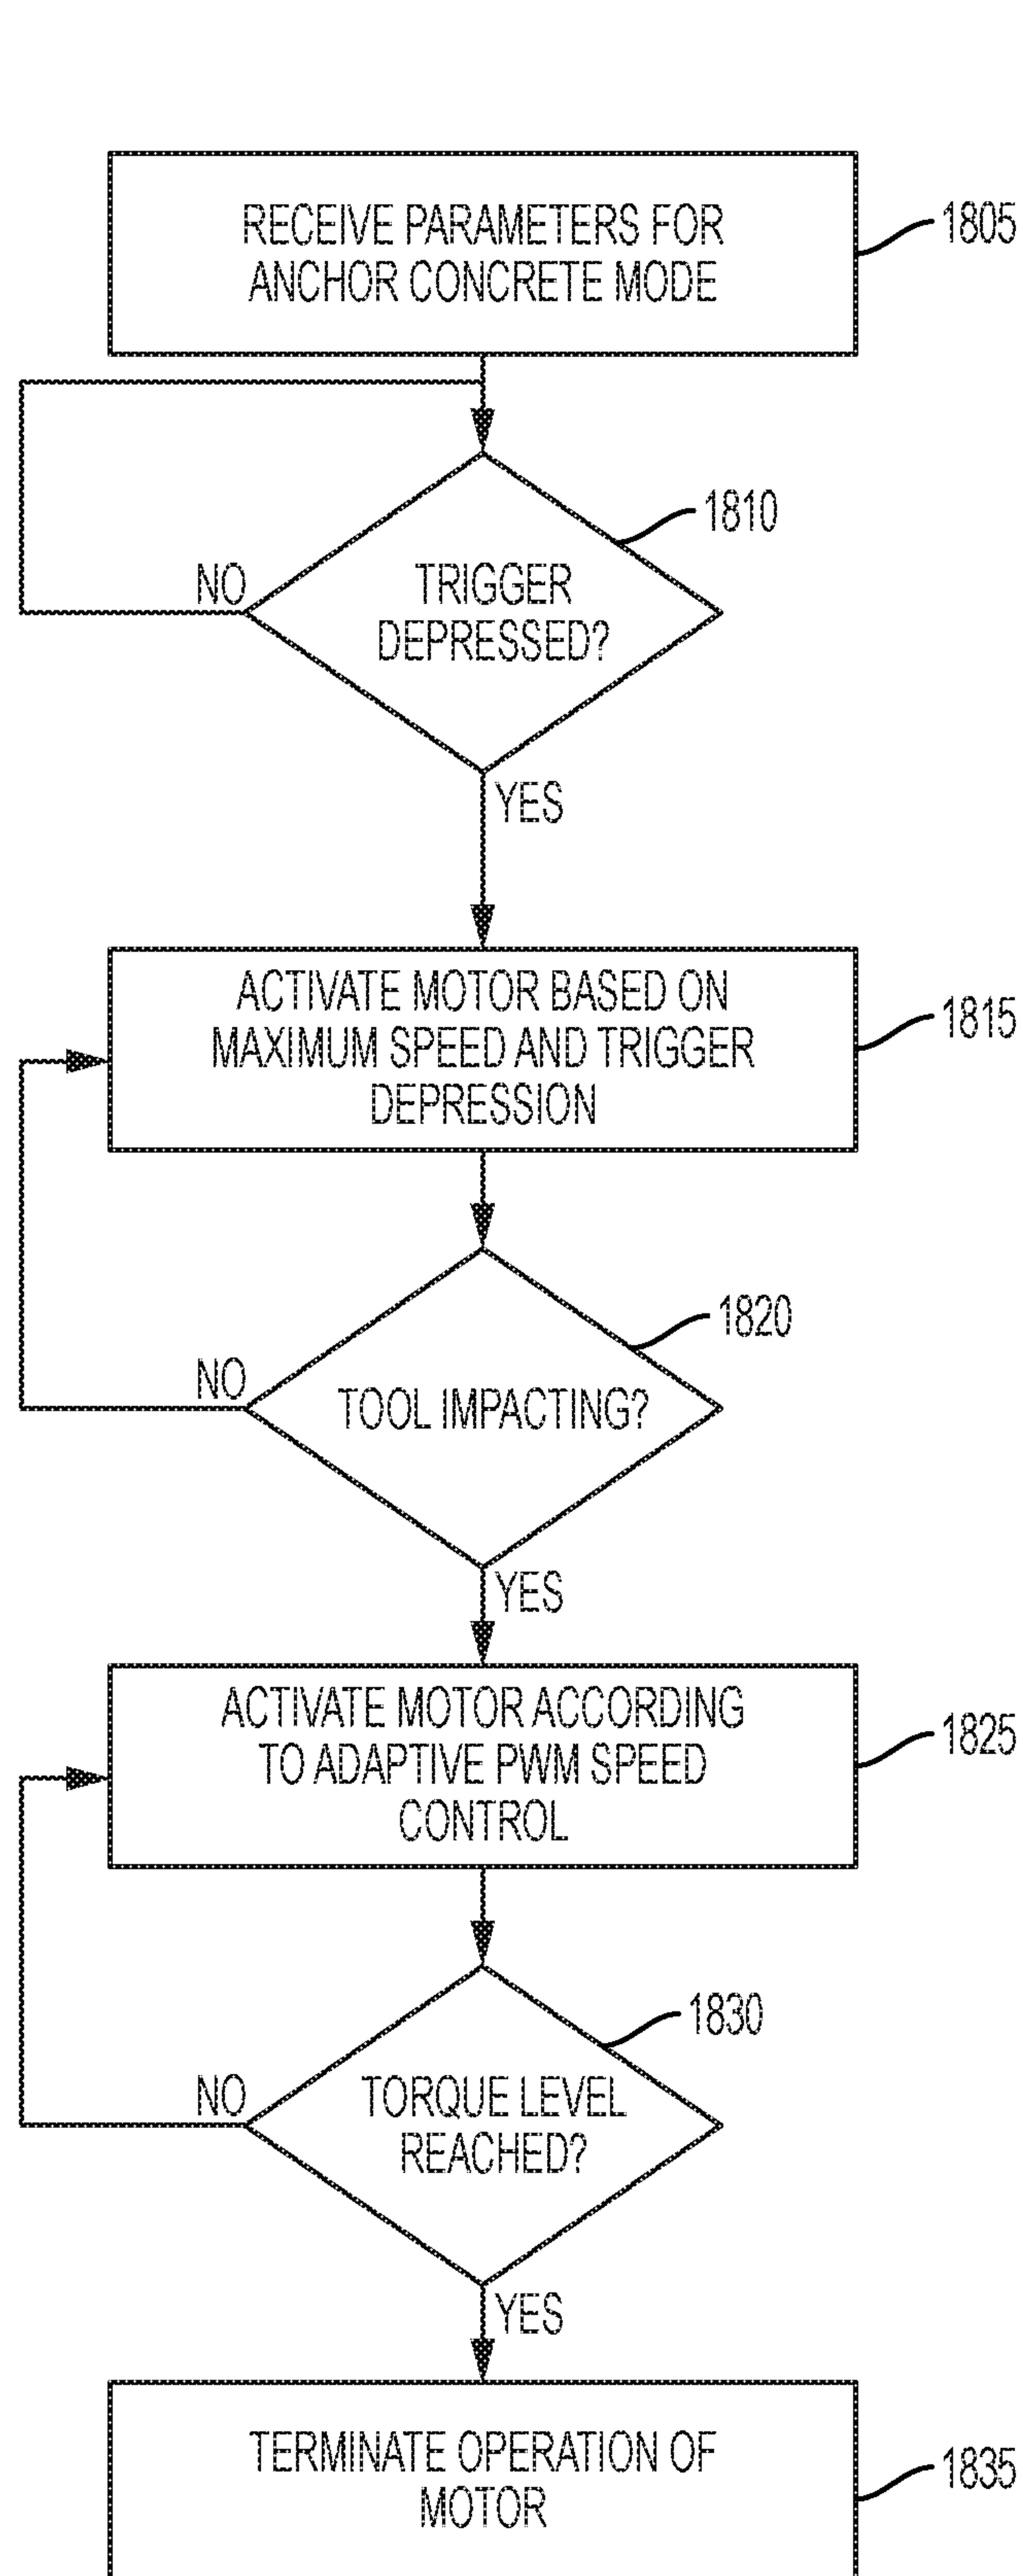 RECEIVE PARAMETERS FOR
ANCHOR CONCRETE MODE
1805
1810
NO
TRIGGER
DEPRESSED?
YES
ACTIVATE MOTOR BASED ON
MAXIMUM SPEED AND TRIGGER
DEPRESSION
1815
1820
NO
TOOL IMPACTING?
YES
ACTIVATE MOTOR ACCORDING
TO ADAPTIVE PWM SPEED
CONTROL
1825
1830
NO
TORQUE LEVEL
REACHED?
YES
TERMINATE OPERATION OF
MOTOR
1835